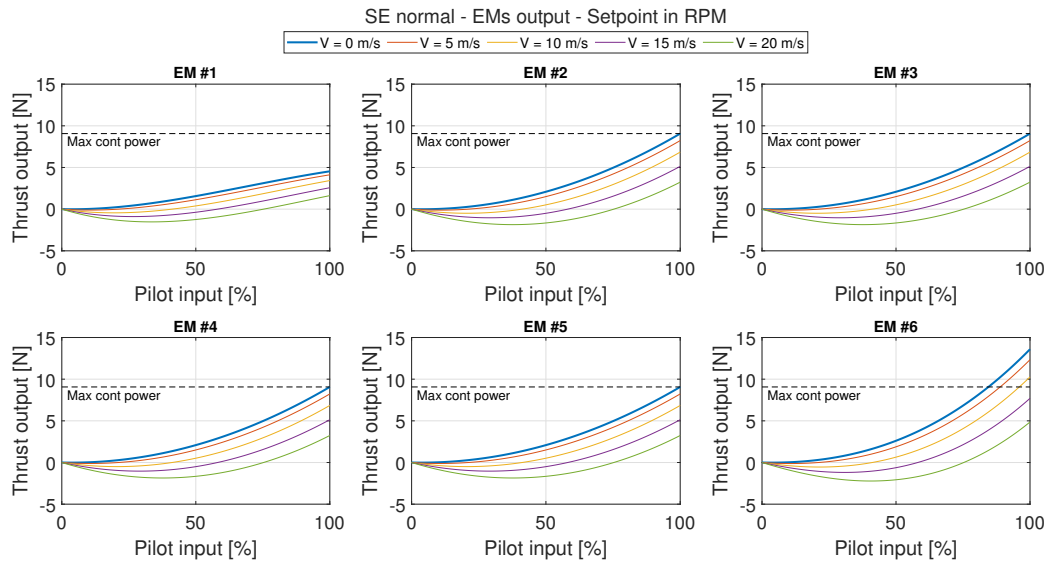 SE normal - EMs output - Setpoint in RPM
V = 0 m/s V = 5 m/s V = 10 m/s V = 15 m/s V = 20 m/s
EM #1
15
10
5
0
-5
Thrust output [N]
Max cont power
0 50 100
Pilot input [%]
EM #2
15
10
5
0
-5
Thrust output [N]
Max cont power
0 50 100
Pilot input [%]
EM #3
15
10
5
0
-5
Thrust output [N]
Max cont power
0 50 100
Pilot input [%]
EM #4
15
10
5
0
-5
Thrust output [N]
Max cont power
0 50 100
Pilot input [%]
EM #5
15
10
5
0
-5
Thrust output [N]
Max cont power
0 50 100
Pilot input [%]
EM #6
15
10
5
0
-5
Thrust output [N]
Max cont power
0 50 100
Pilot input [%]